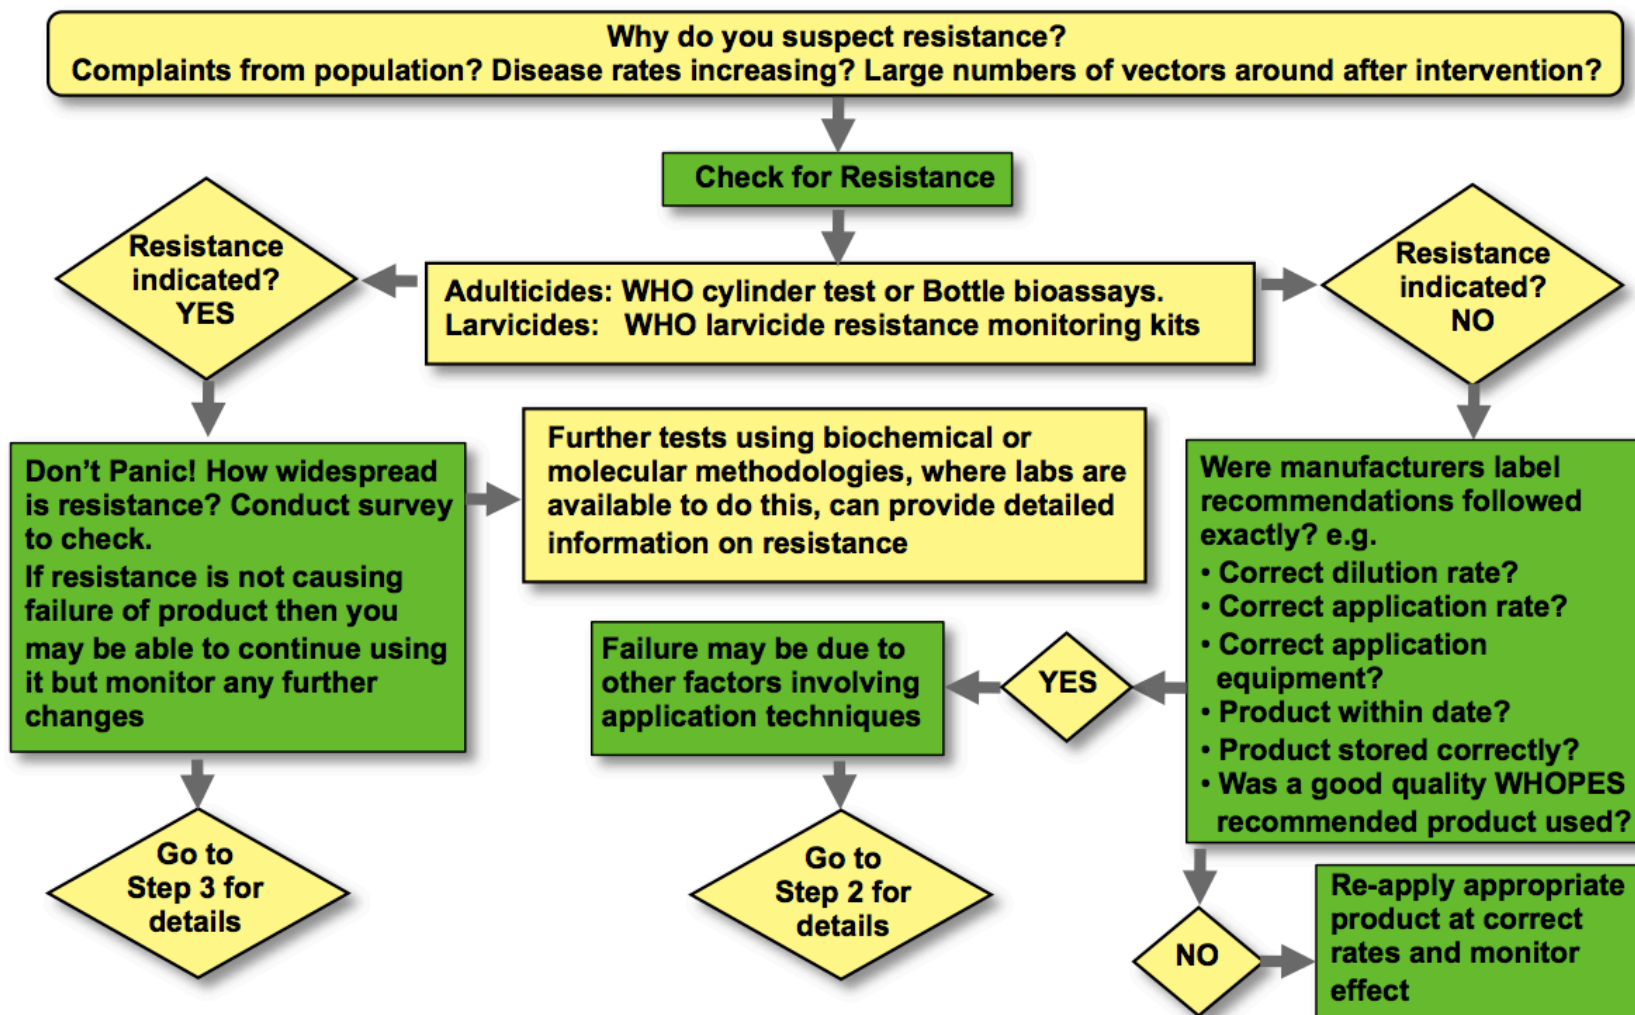 Why do you suspect resistance?
Complaints from population? Disease rates increasing? Large numbers of vectors around after intervention?
Check for Resistance
Resistance
indicated?
YES
Adulticides: WHO cylinder test or Bottle bioassays.
Larvicides: WHO larvicide resistance monitoring kits
Resistance
indicated?
NO
Don't Panic! How widespread
is resistance? Conduct survey
to check.
If resistance is not causing
failure of product then you
may be able to continue using
it but monitor any further
changes
Further tests using biochemical or
molecular methodologies, where labs are
available to do this, can provide detailed
information on resistance
Were manufacturers label
recommendations followed
exactly? e.g.
• Correct dilution rate?
• Correct application rate?
• Correct application
equipment?
• Product within date?
• Product stored correctly?
• Was a good quality WHOPES
recommended product used?
YES
Failure may be due to
other factors involving
application techniques
Go to
Step 3 for
details
Go to
Step 2 for
details
NO
Re-apply appropriate
product at correct
rates and monitor
effect